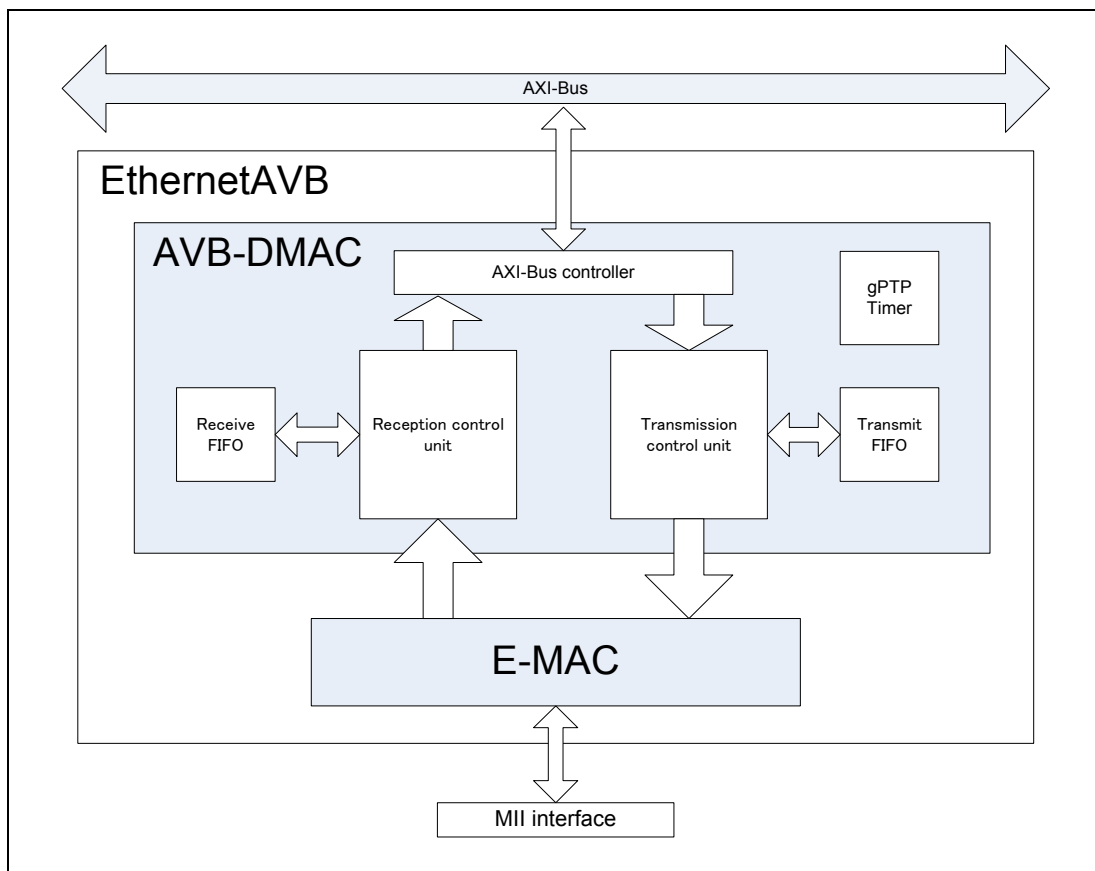 AXI-Bus
EthernetAVB
AVB-DMAC
AXI-Bus controller
gPTP
Timer
Receive
FIFO
Reception control
unit
Transmission
control unit
Transmit
FIFO
E-MAC
MII interface